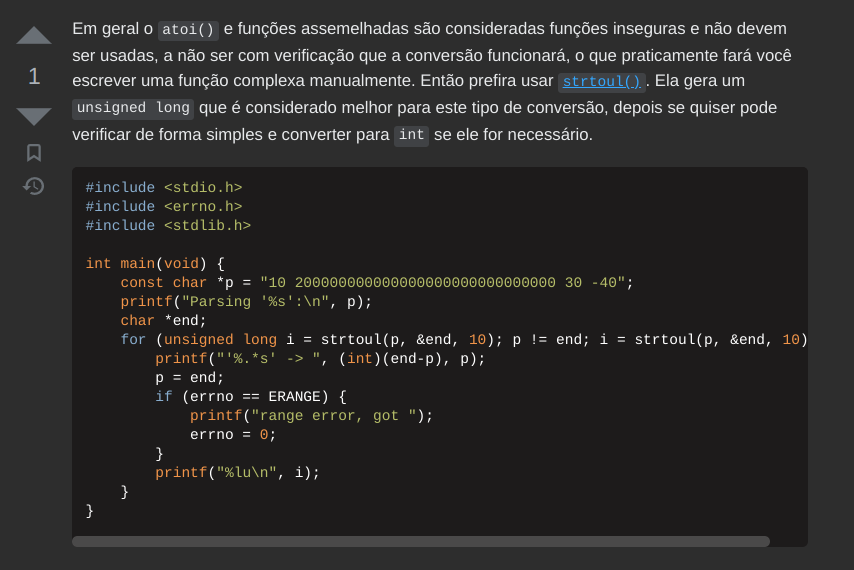 Em geral o atoi() e funções assemelhadas são consideradas funções inseguras e não devem
ser usadas, a não ser com verificação que a conversão funcionará, o que praticamente fará você
1
escrever uma função complexa manualmente. Então prefira usar strtoul(). Ela gera um
unsigned long que é considerado melhor para este tipo de conversão, depois se quiser pode
verificar de forma simples e converter para int se ele for necessário.
#include <stdio.h>
#include <errno.h>
#include <stdlib.h>
int main(void) {
    const char *p = "10 200000000000000000000000000000 30 -40";
    printf("Parsing '%s':\n", p);
    char *end;
    for (unsigned long i = strtoul(p, &end, 10); p != end; i = strtoul(p, &end, 10)
        printf("'%.*s' -> ", (int)(end-p), p);
        p = end;
        if (errno == ERANGE) {
            printf("range error, got ");
            errno = 0;
        }
        printf("%lu\n", i);
    }
}